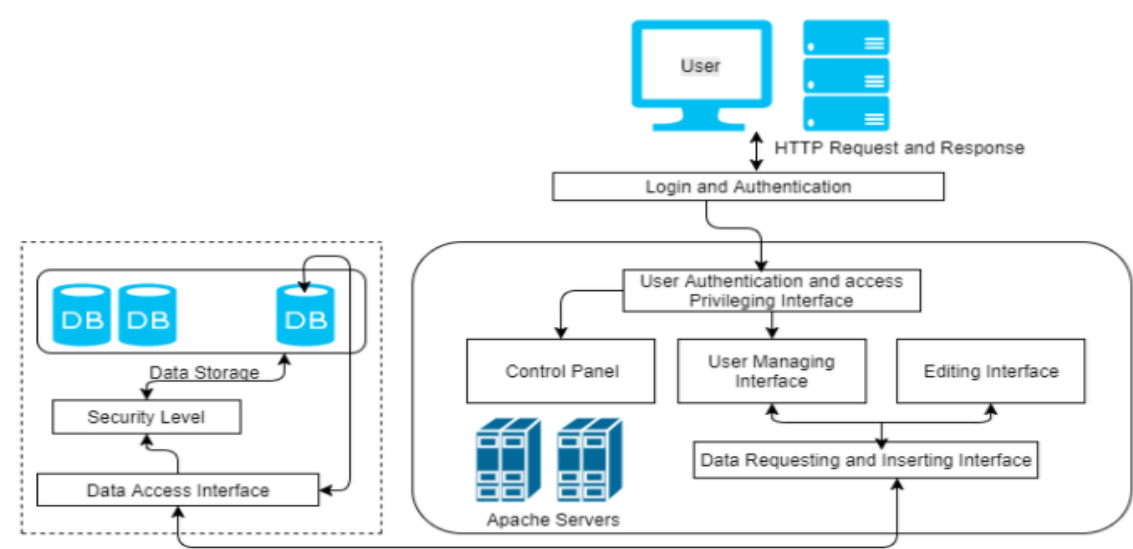 User
HTTP Request and Response
Login and Authentication
User Authentication and access
Privileging Interface
DB
DB
DB
Data Storage
Security Level
Data Access Interface
Control Panel
User Managing
Interface
Editing Interface
Data Requesting and Inserting Interface
Apache Servers